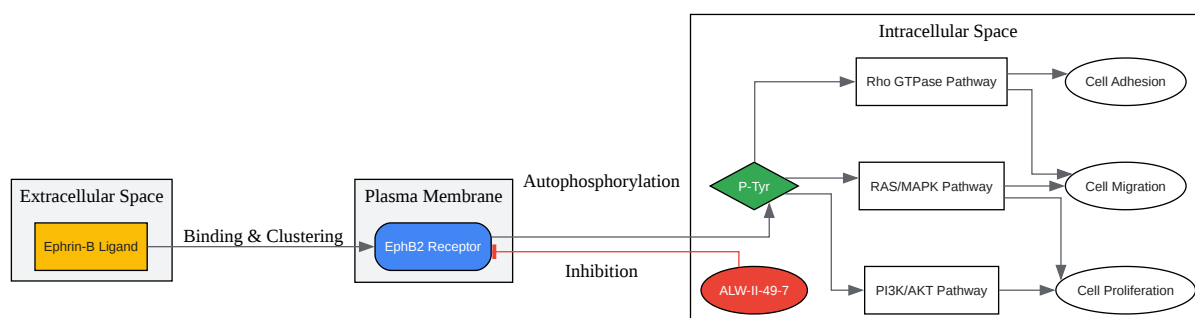 Extracellular Space
Ephrin-B Ligand
Binding & Clustering
Plasma Membrane
EphB2 Receptor
Autophosphorylation
Inhibition
Intracellular Space
P-Tyr
ALW-II-49-7
Rho GTPase Pathway
RAS/MAPK Pathway
PI3K/AKT Pathway
Cell Adhesion
Cell Migration
Cell Proliferation